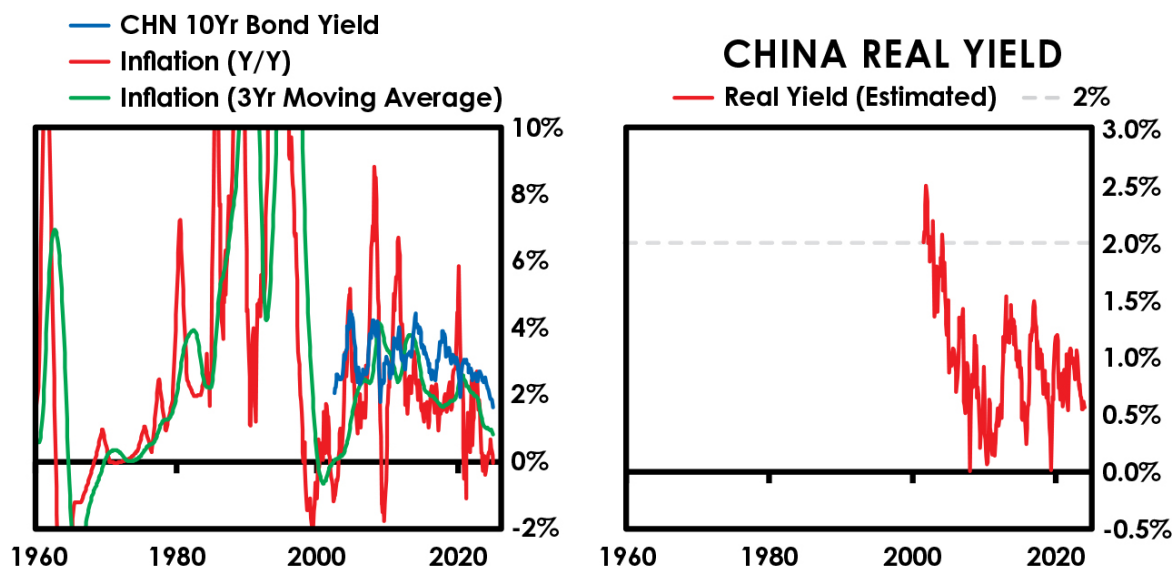 CHN 10Yr Bond Yield
Inflation (Y/Y)
Inflation (3Yr Moving Average)
10%
8%
6%
4%
2%
0%
-2%
1960 1980 2000 2020
CHINA REAL YIELD
Real Yield (Estimated) 2%
3.0%
2.5%
2.0%
1.5%
1.0%
0.5%
0.0%
-0.5%
1960 1980 2000 2020